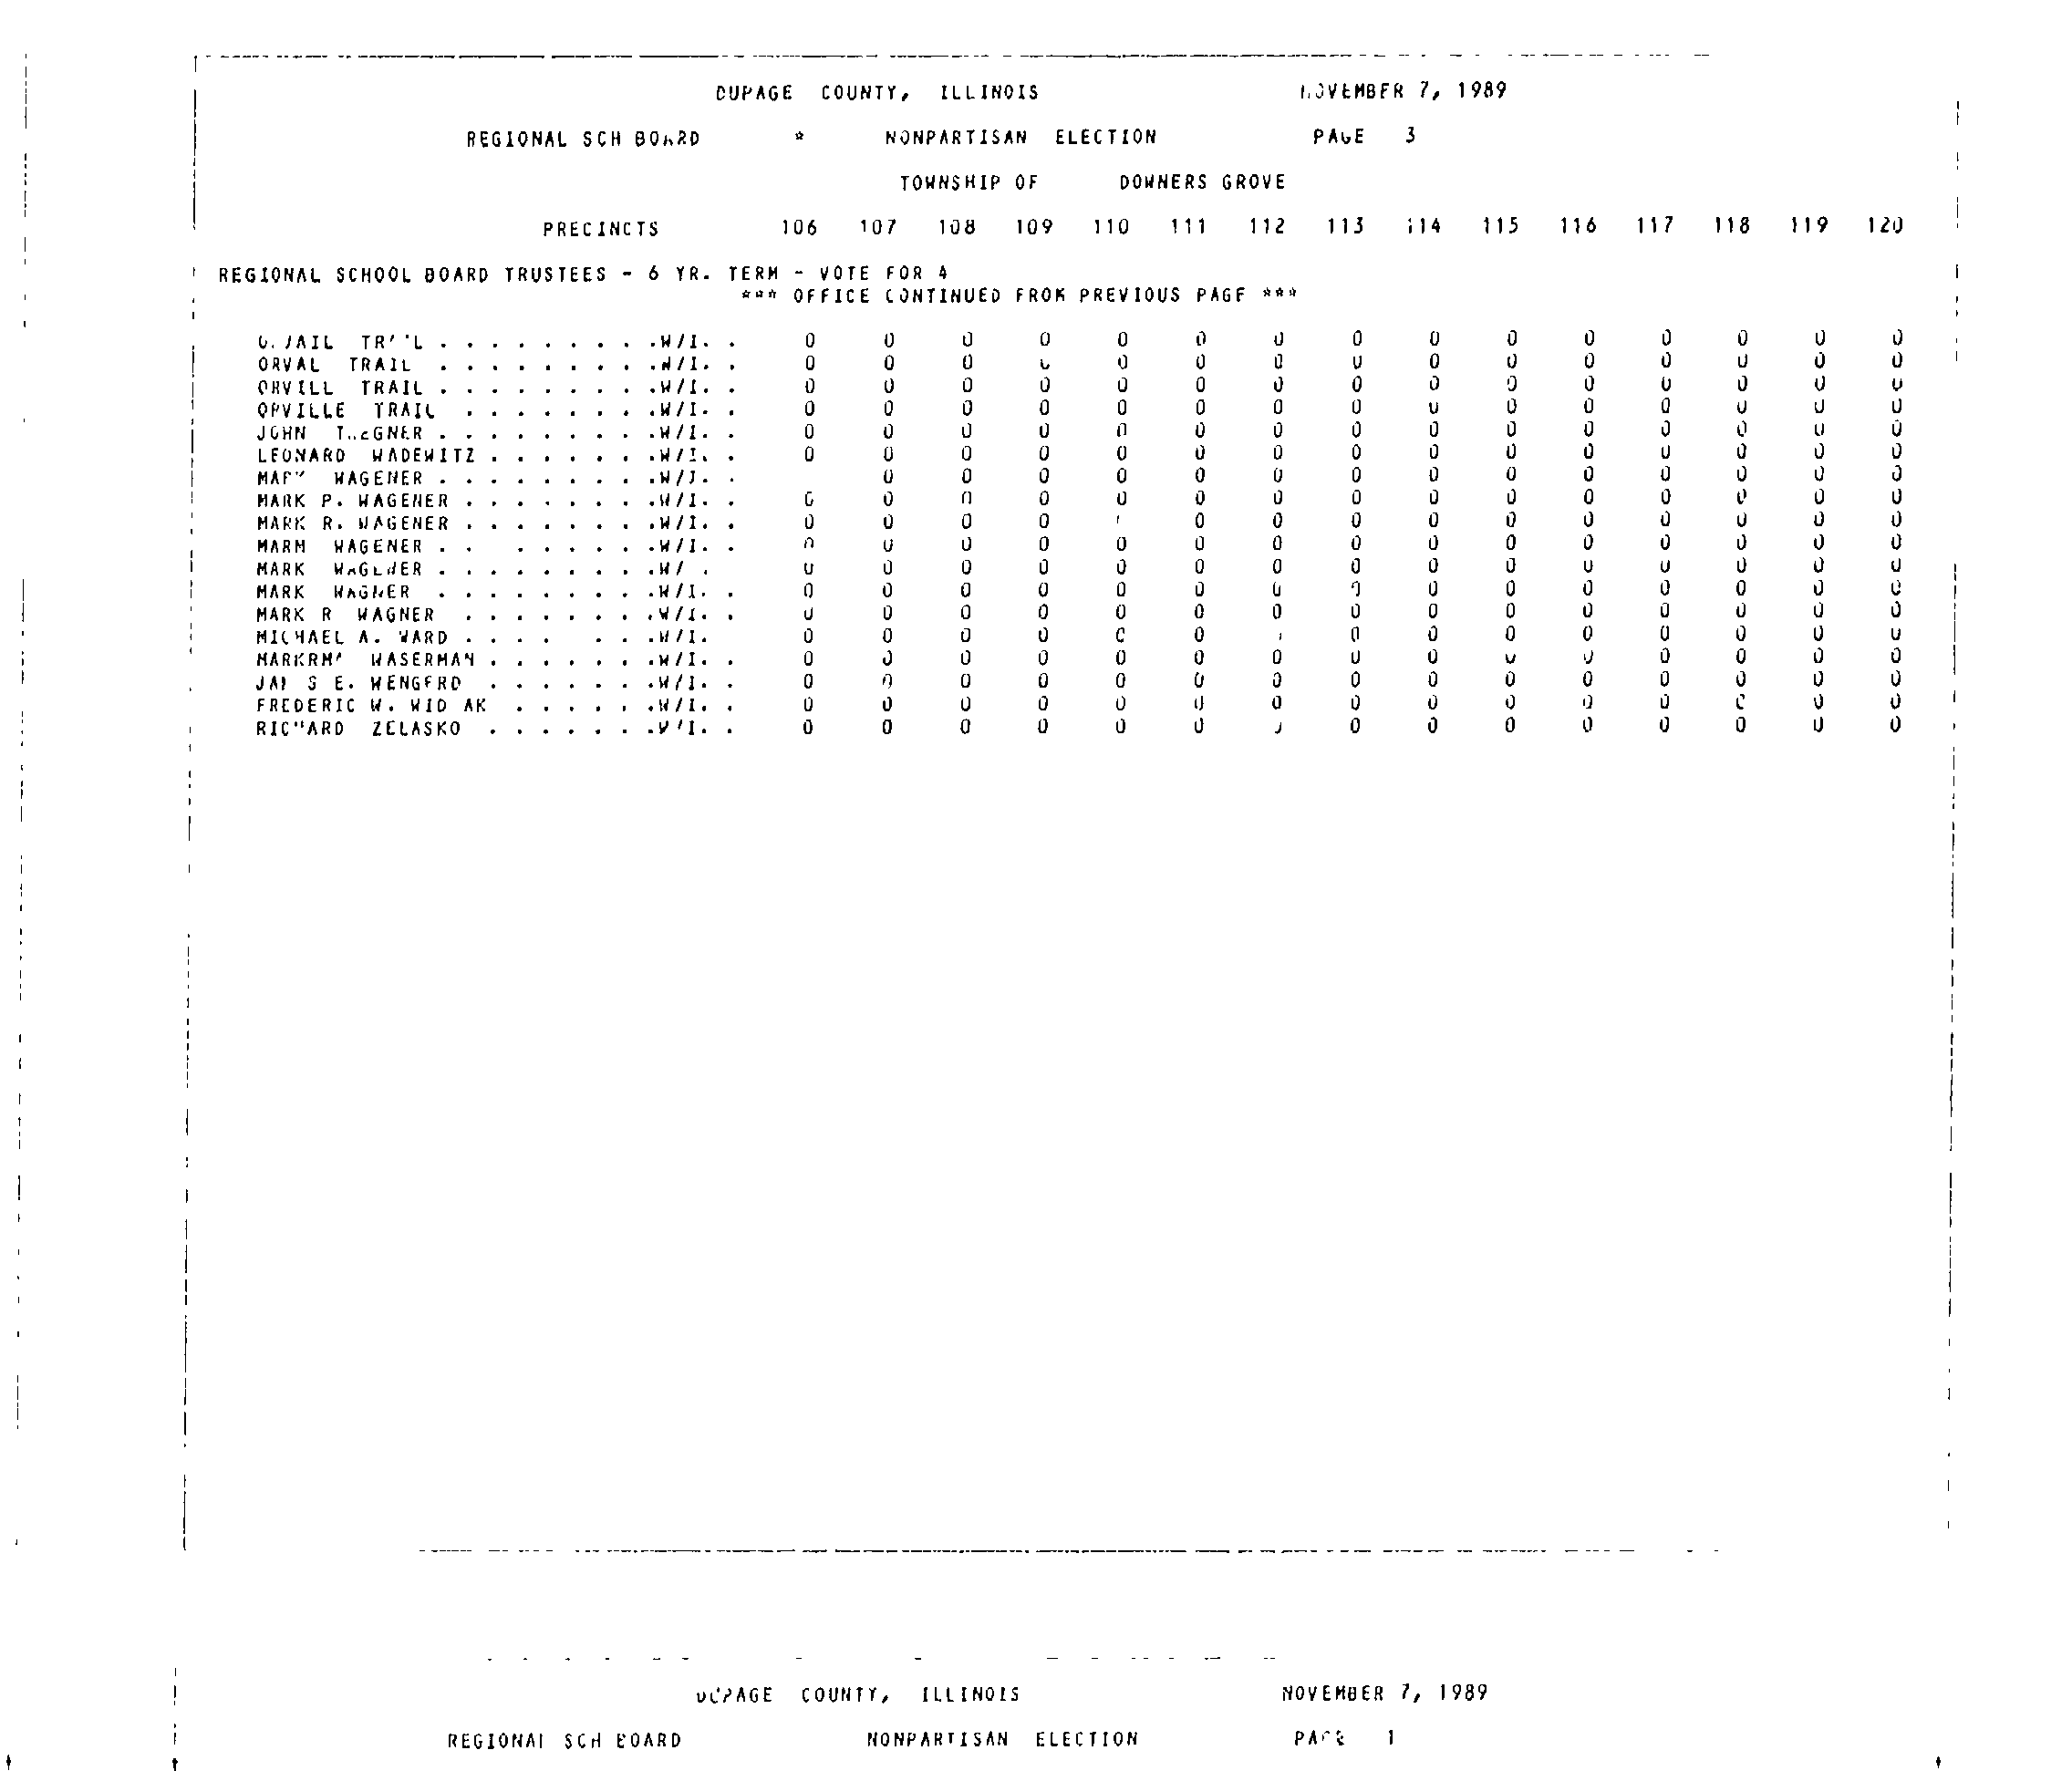 DUPAGE COUNTY, ILLINOIS NOVEMBER 7, 1989
REGIONAL SCH BOARD * NONPARTISAN ELECTION PAGE 3
TOWNSHIP OF DOWNERS GROVE
PRECINCTS 106 107 108 109 110 111 112 113 114 115 116 117 118 119 120
REGIONAL SCHOOL BOARD TRUSTEES - 6 YR. TERM - VOTE FOR 4
*** OFFICE CONTINUED FROM PREVIOUS PAGE ***
W/I. . 0 0 0 0 0 0 0 0 0 0 0 0 0 0 0
ORVAL TRAIL . . . . . . . . .W/I. . 0 0 0 0 0 0 0 0 0 0 0 0 0 0 0
ORVILL TRAIL . . . . . . . . .W/I. . 0 0 0 0 0 0 0 0 0 0 0 0 0 0 0
ORVILLE TRAIL . . . . . . . .W/I. . 0 0 0 0 0 0 0 0 0 0 0 0 0 0 0
JOHN . . . . . . . . .W/I. . 0 0 0 0 0 0 0 0 0 0 0 0 0 0 0
LEONARD WADEWITZ . . . . . . .W/I. . 0 0 0 0 0 0 0 0 0 0 0 0 0 0 0
WAGENER . . . . . . . . .W/I. . 0 0 0 0 0 0 0 0 0 0 0 0 0 0
MARK P. WAGENER . . . . . . . .W/I. . 0 0 0 0 0 0 0 0 0 0 0 0 0 0 0
MARK R. WAGENER . . . . . . . .W/I. . 0 0 0 0 0 0 0 0 0 0 0 0 0 0
MARM WAGENER . . . . . . . .W/I. . 0 0 0 0 0 0 0 0 0 0 0 0 0 0 0
MARK . . . . . . . . .W/ . 0 0 0 0 0 0 0 0 0 0 0 0 0 0 0
MARK WAGNER . . . . . . . . .W/I. . 0 0 0 0 0 0 0 0 0 0 0 0 0 0 0
MARK R WAGNER . . . . . . . .W/I. . 0 0 0 0 0 0 0 0 0 0 0 0 0 0 0
MICHAEL A. WARD . . . . . . .W/I. 0 0 0 0 0 0 0 0 0 0 0 0 0 0
WASERMAN . . . . . . .W/I. . 0 0 0 0 0 0 0 0 0 0 0 0 0 0 0
E. WENGERD . . . . . . .W/I. . 0 0 0 0 0 0 0 0 0 0 0 0 0 0 0
FREDERIC W. WID AK . . . . . .W/I. . 0 0 0 0 0 0 0 0 0 0 0 0 0 0 0
RICHARD ZELASKO . . . . . . .W/I. . 0 0 0 0 0 0 0 0 0 0 0 0 0 0 0
DUPAGE COUNTY, ILLINOIS NOVEMBER 7, 1989
REGIONAL SCH BOARD NONPARTISAN ELECTION PAGE 1